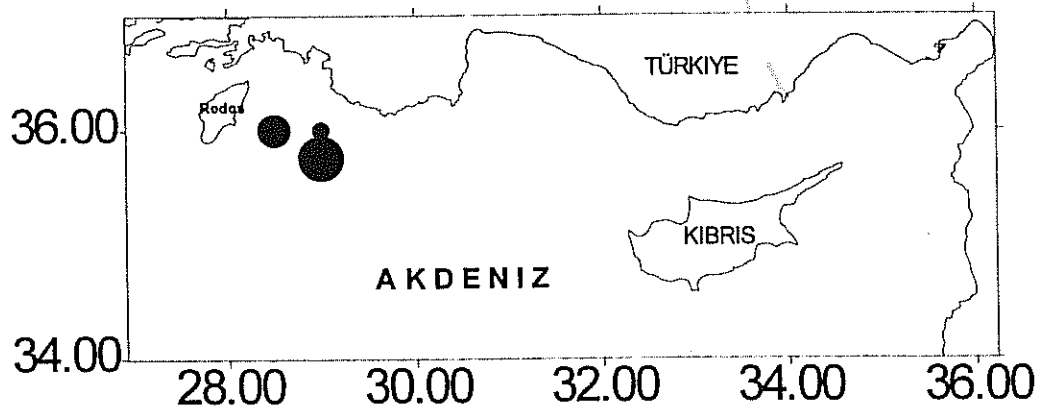 TÜRKIYE
Rodos
36.00
KIBRIS
AKDENIZ
34.00
28.00 30.00 32.00 34.00 36.00